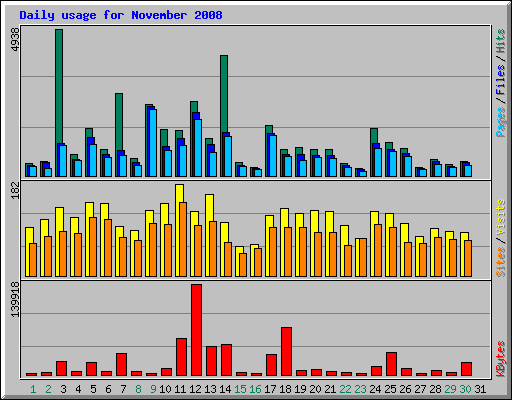 Daily usage for November 2008
4938
Pages / Files / Hits
182
Sites / Visits
139918
KBytes
1 2 3 4 5 6 7 8 9 10 11 12 13 14 15 16 17 18 19 20 21 22 23 24 25 26 27 28 29 30 31